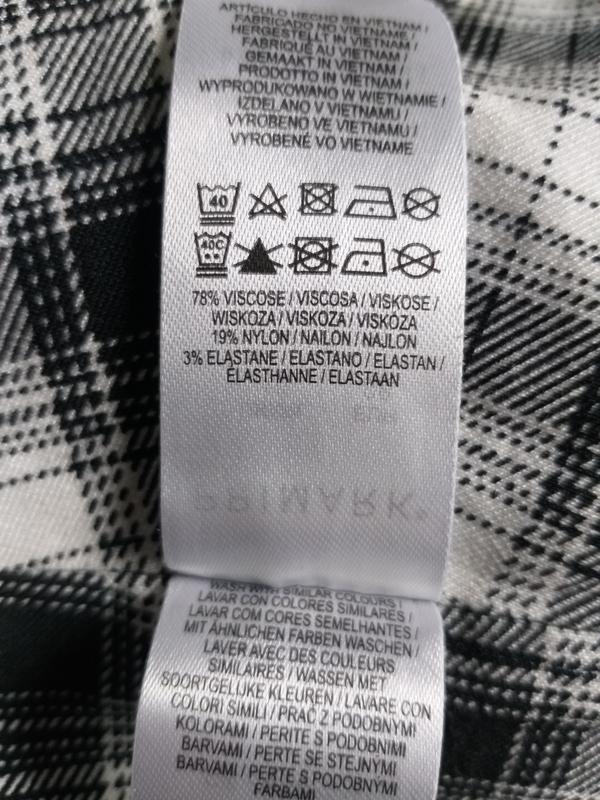 ARTÍCULO HECHO EN VIETNAM /
FABRICADO NO VIETNAME /
HERGESTELLT IN VIETNAM /
FABRIQUÉ AU VIETNAM /
GEMAAKT IN VIETNAM /
PRODOTTO IN VIETNAM /
WYPRODUKOWANO W WIETNAMIE /
IZDELANO V VIETNAMU /
VYROBENO VE VIETNAMU /
VYROBENÉ VO VIETNAME
40
40C
78% VISCOSE / VISCOSA / VISKOSE /
WISKOZA / VISKOZA / VISKÓZA
19% NYLON / NAILON / NAJLON
3% ELASTANE / ELASTANO / ELASTAN /
ÉLASTHANNE / ELASTAAN
PRIMARK
WASH WITH SIMILAR COLOURS /
LAVAR CON COLORES SIMILARES /
LAVAR COM CORES SEMELHANTES /
MIT ÄHNLICHEN FARBEN WASCHEN /
LAVER AVEC DES COULEURS
SIMILAIRES / WASSEN MET
SOORTGELIJKE KLEUREN / LAVARE CON
COLORI SIMILI / PRAĆ Z PODOBNYMI
KOLORAMI / PERITE S PODOBNIMI
BARVAMI / PERTE SE STEJNÝMI
BARVAMI / PERTE S PODOBNÝMI
FARBAMI